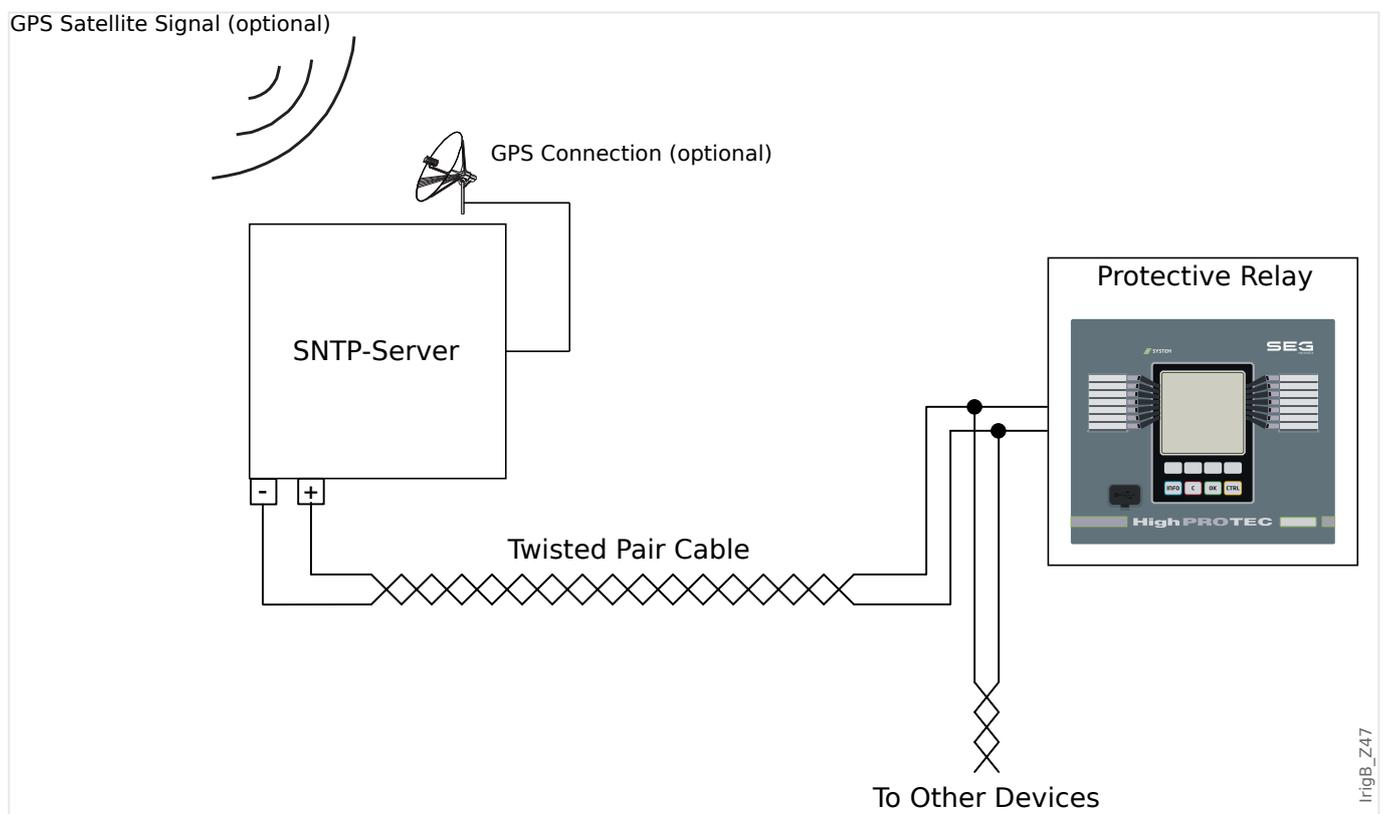 GPS Satellite Signal (optional)
GPS Connection (optional)
SNTP-Server
- +
Protective Relay
SYSTEM
SEG
INFO C OK CTRL
HighPROTEC
Twisted Pair Cable
To Other Devices
IrigB_Z47